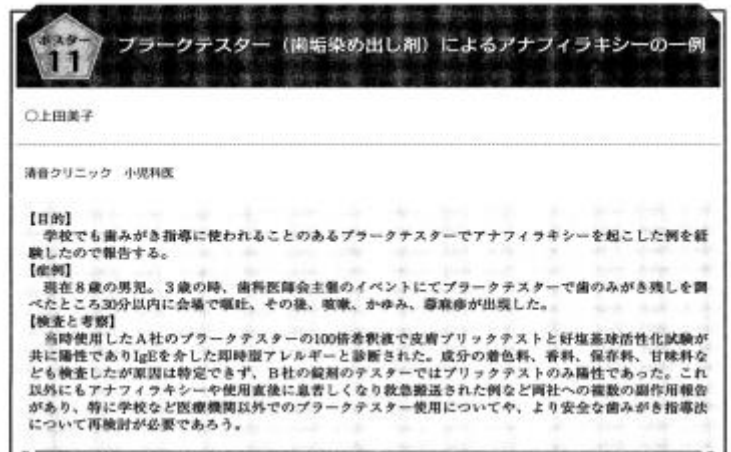 ポスター
11
プラークテスター（歯垢染め出し剤）によるアナフィラキシーの一例
○上田美子
清音クリニック　小児科医
【目的】
　学校でも歯みがき指導に使われることのあるプラークテスターでアナフィラキシーを起こした例を経
験したので報告する。
【症例】
　現在８歳の男児。３歳の時、歯科医師会主催のイベントにてプラークテスターで歯のみがき残しを調
べたところ30分以内に会場で嘔吐、その後、咳嗽、かゆみ、蕁麻疹が出現した。
【検査と考察】
　当時使用したＡ社のプラークテスターの100倍希釈液で皮膚プリックテストと好塩基球活性化試験が
共に陽性でありIgEを介した即時型アレルギーと診断された。成分の着色料、香料、保存料、甘味料な
ども検査したが原因は特定できず、Ｂ社の錠剤のテスターではプリックテストのみ陽性であった。これ
以外にもアナフィラキシーや使用直後に息苦しくなり救急搬送された例など両社への複数の副作用報告
があり、特に学校など医療機関以外でのプラークテスター使用についてや、より安全な歯みがき指導法
について再検討が必要であろう。